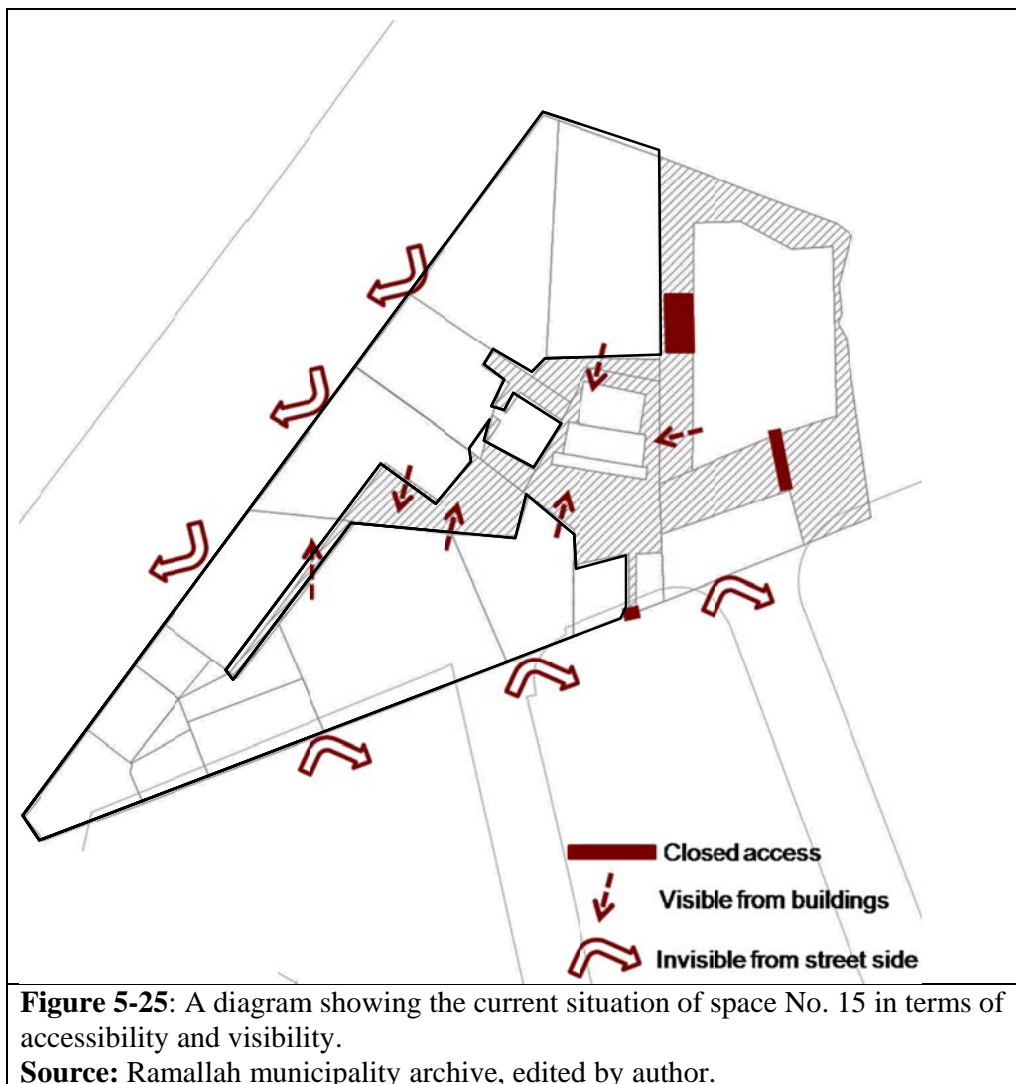 Closed access
Visible from buildings
Invisible from street side
Figure 5-25: A diagram showing the current situation of space No. 15 in terms of
accessibility and visibility.
Source: Ramallah municipality archive, edited by author.